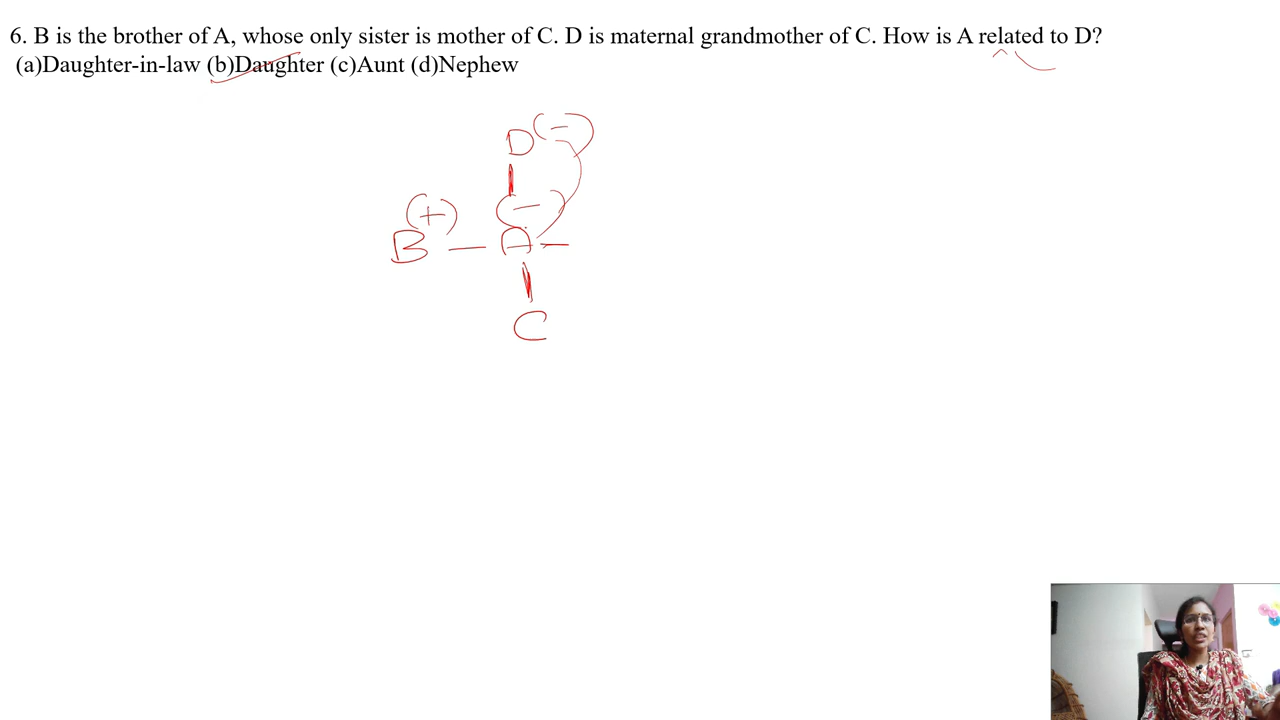 6. B is the brother of A, whose only sister is mother of C. D is maternal grandmother of C. How is A related to D?
(a)Daughter-in-law (b)Daughter (c)Aunt (d)Nephew
D (-)
(+) (-)
B — A —
C